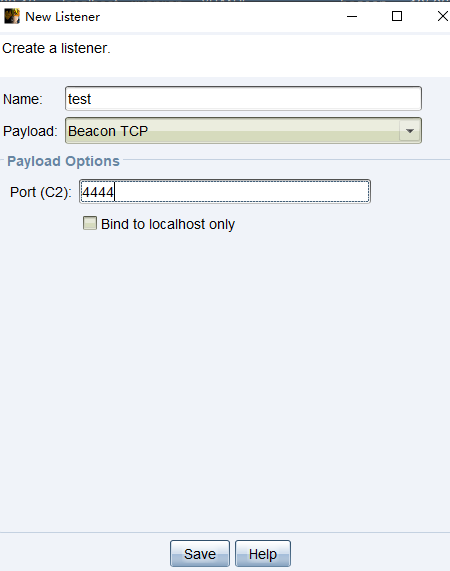 New Listener
Create a listener.
Name: test
Payload: Beacon TCP
Payload Options
Port (C2): 4444
Bind to localhost only
Save Help